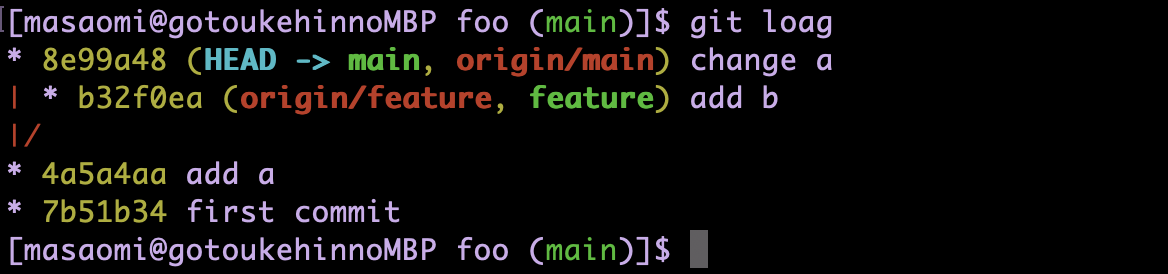 [masaomi@gotoukehinnoMBP foo (main)]$ git loag
* 8e99a48 (HEAD -> main, origin/main) change a
| * b32f0ea (origin/feature, feature) add b
|/
* 4a5a4aa add a
* 7b51b34 first commit
[masaomi@gotoukehinnoMBP foo (main)]$